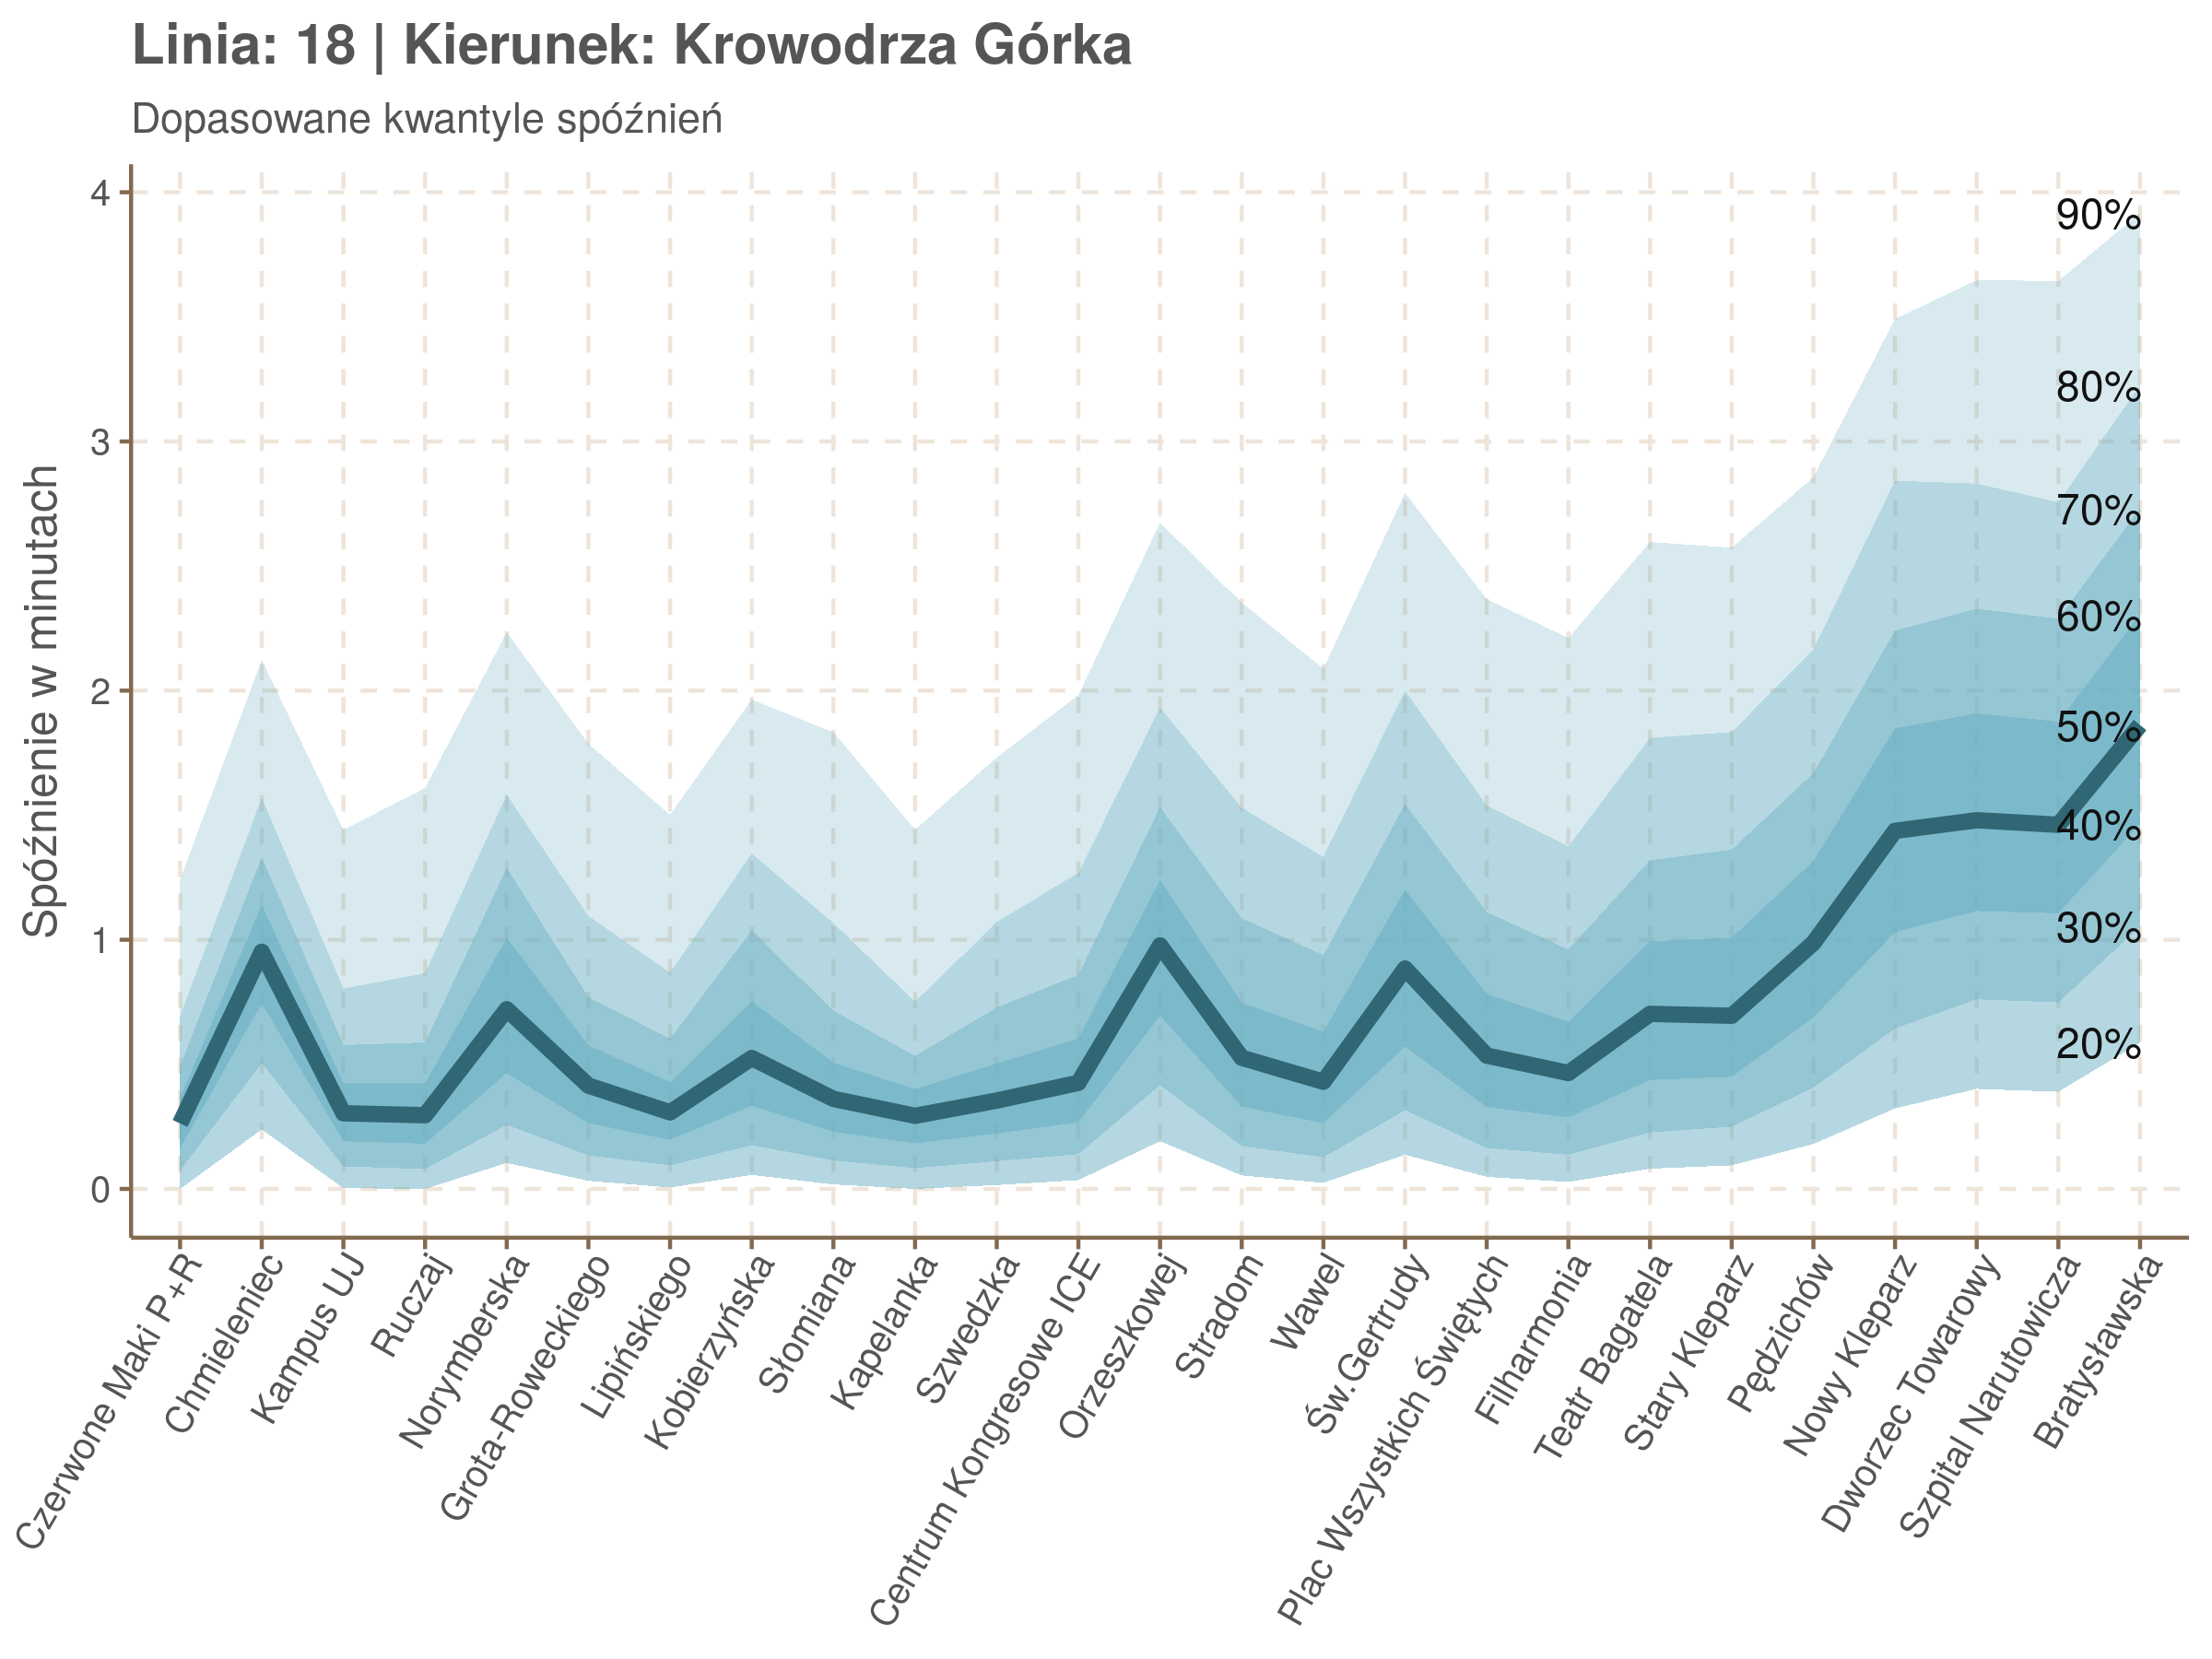 Linia: 18 | Kierunek: Krowodrza Górka
Dopasowane kwantyle spóźnień
Spóźnienie w minutach
4
3
2
1
0
90%
80%
70%
60%
50%
40%
30%
20%
Czerwone Maki P+R
Chmieleniec
Kampus UJ
Ruczaj
Norymberska
Grota-Roweckiego
Lipińskiego
Kobierzyńska
Słomiana
Kapelanka
Szwedzka
Centrum Kongresowe ICE
Orzeszkowej
Stradom
Wawel
Św.Gertrudy
Plac Wszystkich Świętych
Filharmonia
Teatr Bagatela
Stary Kleparz
Pędzichów
Nowy Kleparz
Dworzec Towarowy
Szpital Narutowicza
Bratysławska